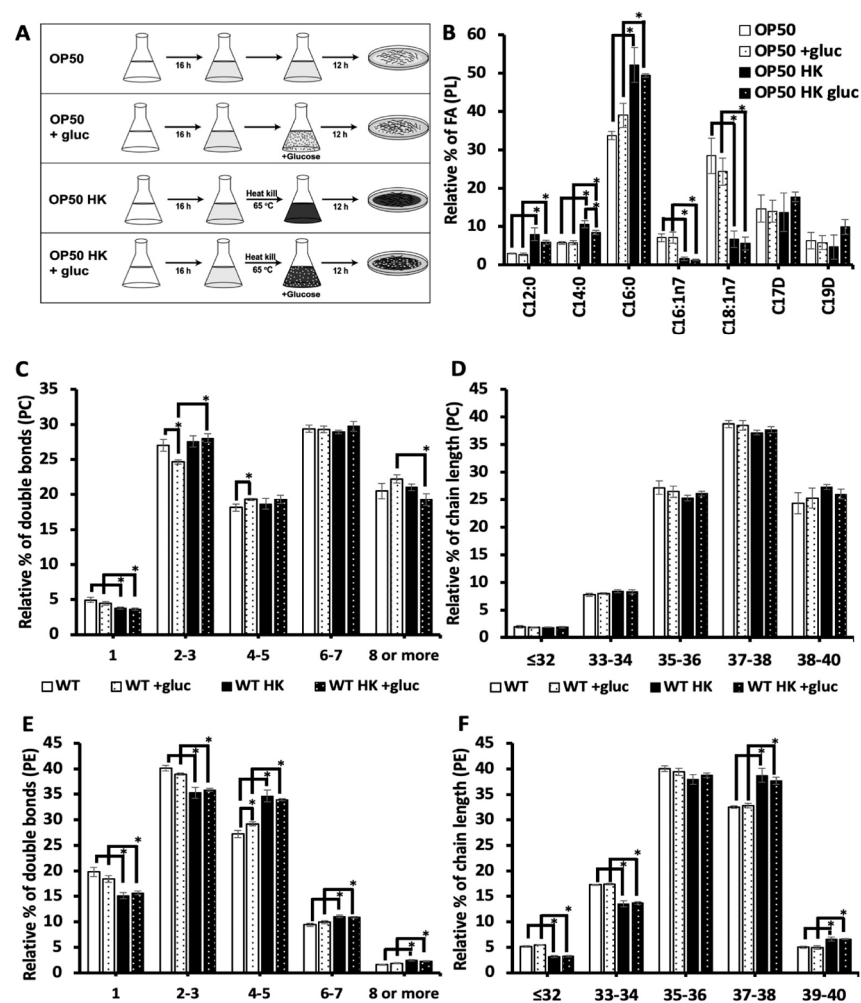 A
OP50
16 h
12 h
OP50
+ gluc
16 h
+Glucose
12 h
OP50 HK
16 h
Heat kill
65 °C
12 h
OP50 HK
+ gluc
16 h
Heat kill
65 °C
+Glucose
12 h
B
Relative % of FA (PL)
60
50
40
30
20
10
0
* * * * * * * * * * *
OP50
OP50 +gluc
OP50 HK
OP50 HK gluc
C12:0 C14:0 C16:0 C16:1n7 C18:1n7 C17D C19D
C
Relative % of double bonds (PC)
35
30
25
20
15
10
5
0
* * * * * *
1 2-3 4-5 6-7 8 or more
WT WT +gluc WT HK WT HK +gluc
D
Relative % of chain length (PC)
45
40
35
30
25
20
15
10
5
0
≤32 33-34 35-36 37-38 38-40
WT WT +gluc WT HK WT HK +gluc
E
Relative % of double bonds (PE)
45
40
35
30
25
20
15
10
5
0
* * * * * * * * * * *
1 2-3 4-5 6-7 8 or more
F
Relative % of chain length (PE)
45
40
35
30
25
20
15
10
5
0
* * * * * * * *
≤32 33-34 35-36 37-38 39-40